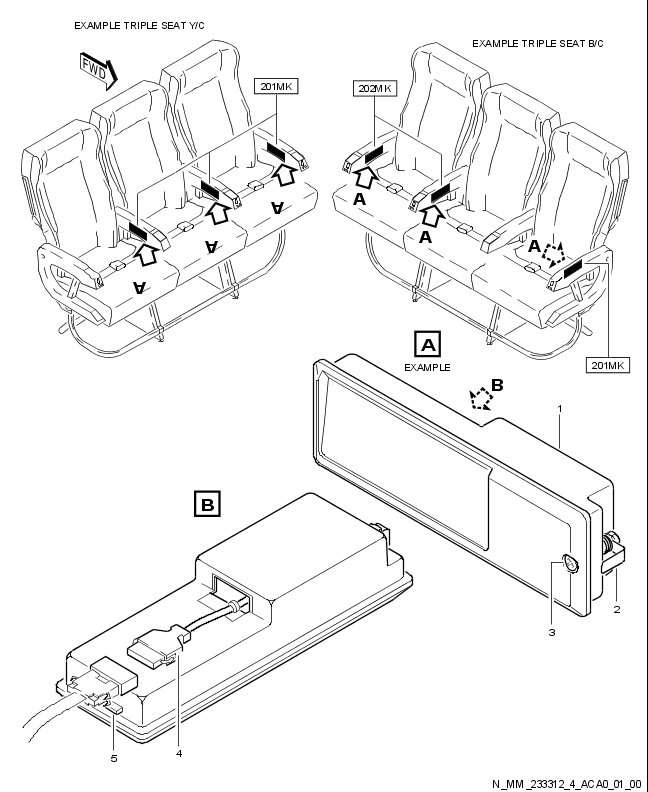 EXAMPLE TRIPLE SEAT Y/C
EXAMPLE TRIPLE SEAT B/C
FWD
201MK
202MK
A
A
A
A
A
A
201MK
A
EXAMPLE
B
1
B
2
3
4
5
N_MM_233312_4_ACA0_01_00